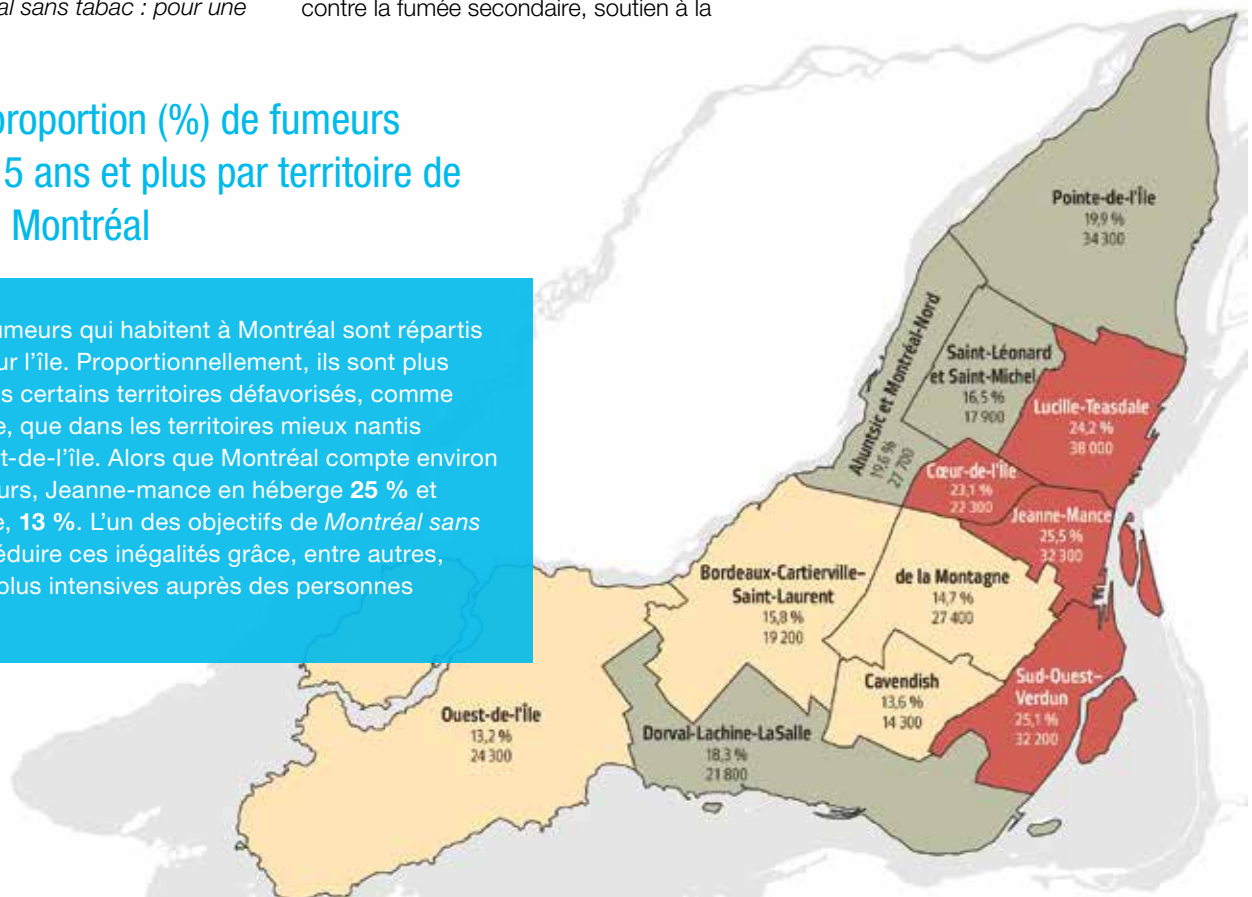 al sans tabac : pour une
contre la fumée secondaire, soutien à la
proportion (%) de fumeurs
5 ans et plus par territoire de
Montréal
umeurs qui habitent à Montréal sont répartis
ur l'île. Proportionnellement, ils sont plus
s certains territoires défavorisés, comme
e, que dans les territoires mieux nantis
t-de-l'île. Alors que Montréal compte environ
urs, Jeanne-mance en héberge 25 % et
e, 13 %. L'un des objectifs de Montréal sans
éduire ces inégalités grâce, entre autres,
plus intensives auprès des personnes
Pointe-de-l'Île
19,9 %
34 300
Ahuntsic et Montréal-Nord
19,6 %
27 700
Saint-Léonard
et Saint-Michel
16,5 %
17 900
Lucille-Teasdale
24,2 %
38 000
Cœur-de-l'Île
23,1 %
22 300
Jeanne-Mance
25,5 %
32 300
Bordeaux-Cartierville–
Saint-Laurent
15,8 %
19 200
de la Montagne
14,7 %
27 400
Cavendish
13,6 %
14 300
Sud-Ouest–
Verdun
25,1 %
32 200
Ouest-de-l'Île
13,2 %
24 300
Dorval-Lachine-LaSalle
18,3 %
21 800